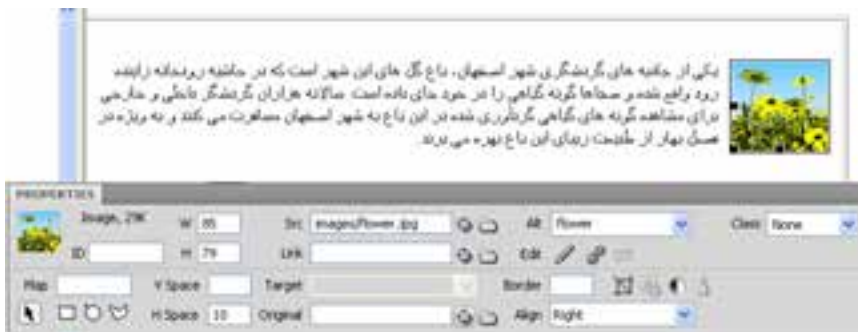 یکی از جاذبه های گردشگری شهر اصفهان، باغ گل های این شهر است که در حاشیه رودخانه زاینده
رود واقع شده و صدها گونه گیاهی را در خود جای داده است. سالانه هزاران گردشگر داخلی و خارجی
برای مشاهده گونه های گیاهی گردآوری شده در این باغ به شهر اصفهان مسافرت می کنند و به ویژه در
فصل بهار از طبیعت زیبای این باغ بهره می برند.
PROPERTIES
Image, 29K W 85 Src images/flower.jpg Alt flower Class None
ID H 79 Link Edit
Map V Space Target Border
H Space 10 Original Align Right